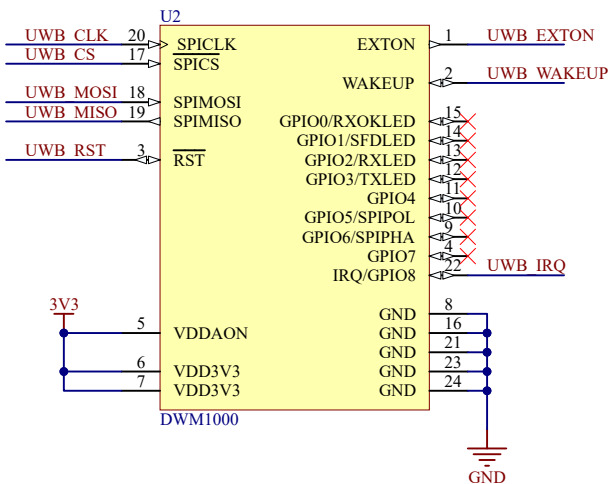 U2
UWB_CLK 20 SPICLK EXTON 1 UWB_EXTON
UWB_CS 17 SPICS
WAKEUP 2 UWB_WAKEUP
UWB_MOSI 18 SPIMOSI
UWB_MISO 19 SPIMISO GPIO0/RXOKLED 15
GPIO1/SFDLED 14
UWB_RST 3 RST GPIO2/RXLED 13
GPIO3/TXLED 12
GPIO4 11
GPIO5/SPIPOL 10
GPIO6/SPIPHA 9
GPIO7 4
IRQ/GPIO8 22 UWB_IRQ
3V3
GND 8
5 VDDAON GND 16
GND 21
6 VDD3V3 GND 23
7 VDD3V3 GND 24
DWM1000
GND